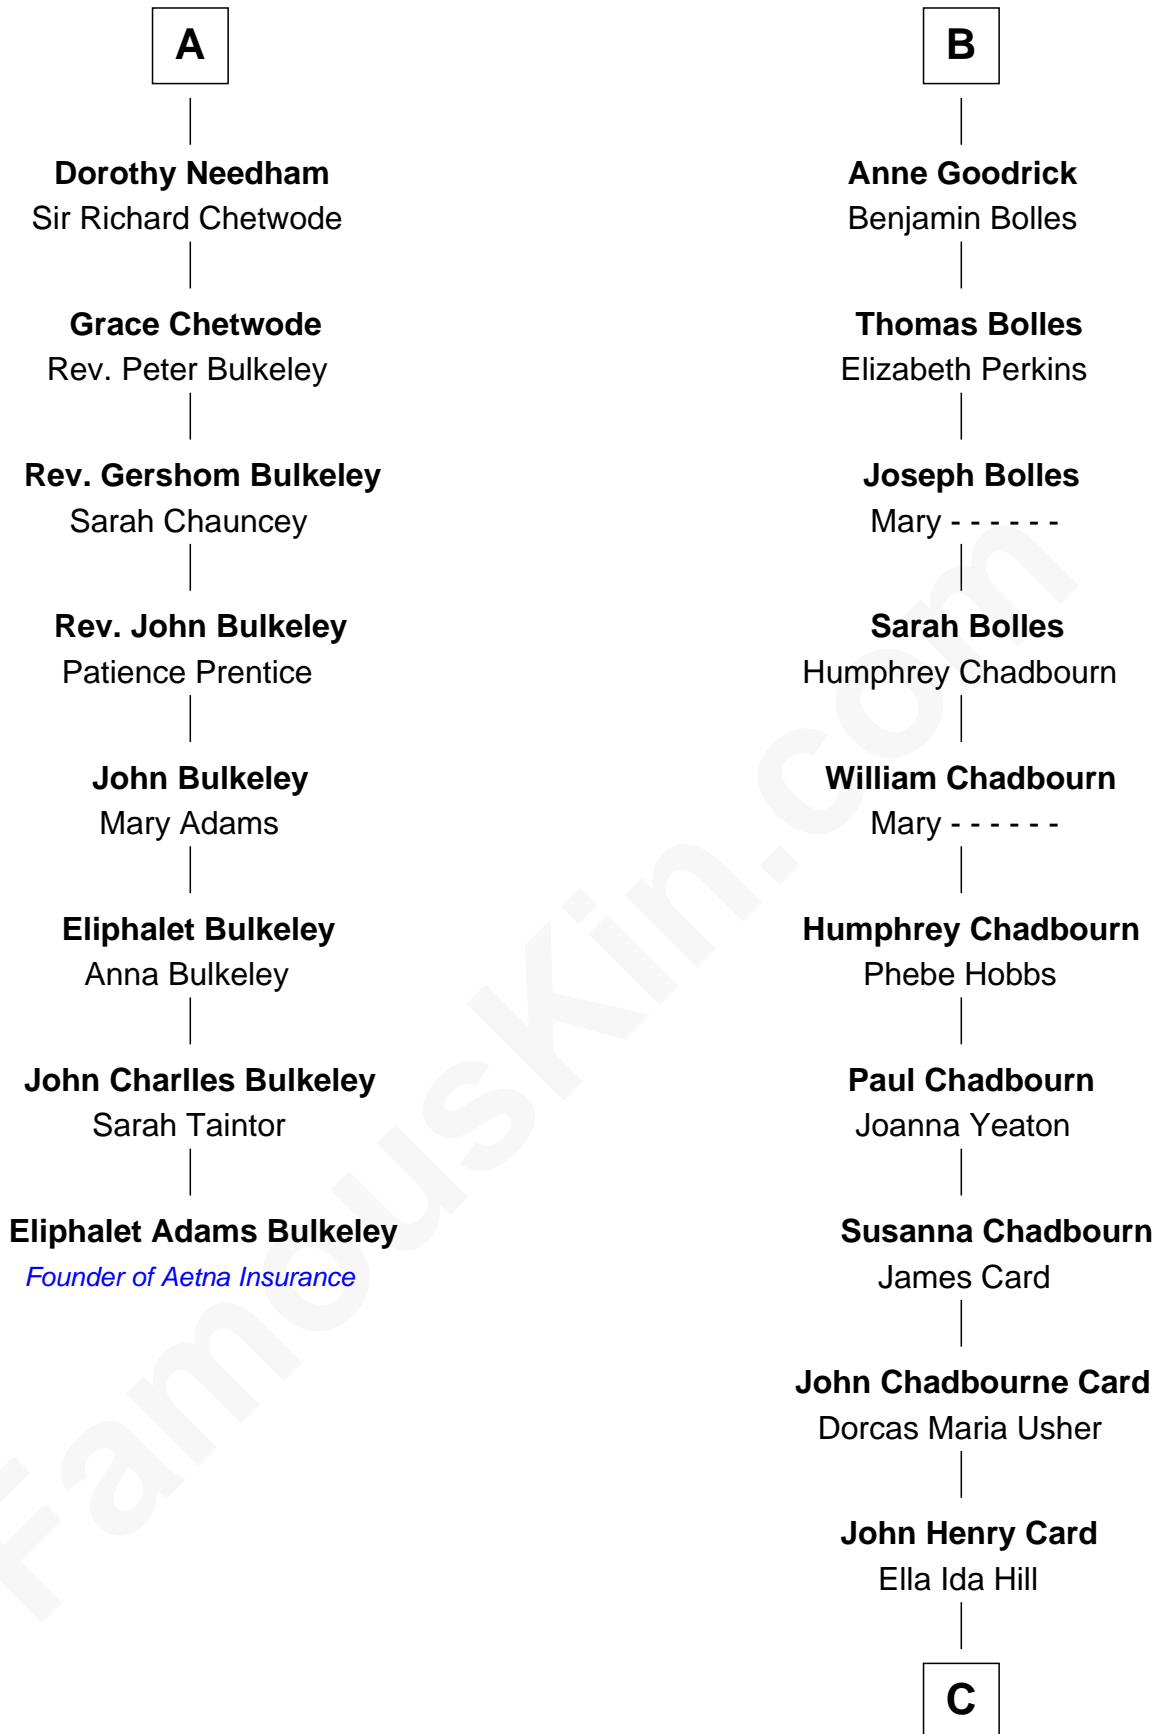 A
Dorothy Needham
Sir Richard Chetwode
Grace Chetwode
Rev. Peter Bulkeley
Rev. Gershom Bulkeley
Sarah Chauncey
Rev. John Bulkeley
Patience Prentice
John Bulkeley
Mary Adams
Eliphalet Bulkeley
Anna Bulkeley
John Charlles Bulkeley
Sarah Taintor
Eliphalet Adams Bulkeley
Founder of Aetna Insurance
B
Anne Goodrick
Benjamin Bolles
Thomas Bolles
Elizabeth Perkins
Joseph Bolles
Mary - - - - - -
Sarah Bolles
Humphrey Chadbourn
William Chadbourn
Mary - - - - - -
Humphrey Chadbourn
Phebe Hobbs
Paul Chadbourn
Joanna Yeaton
Susanna Chadbourn
James Card
John Chadbourne Card
Dorcas Maria Usher
John Henry Card
Ella Ida Hill
C
FamousKin.com